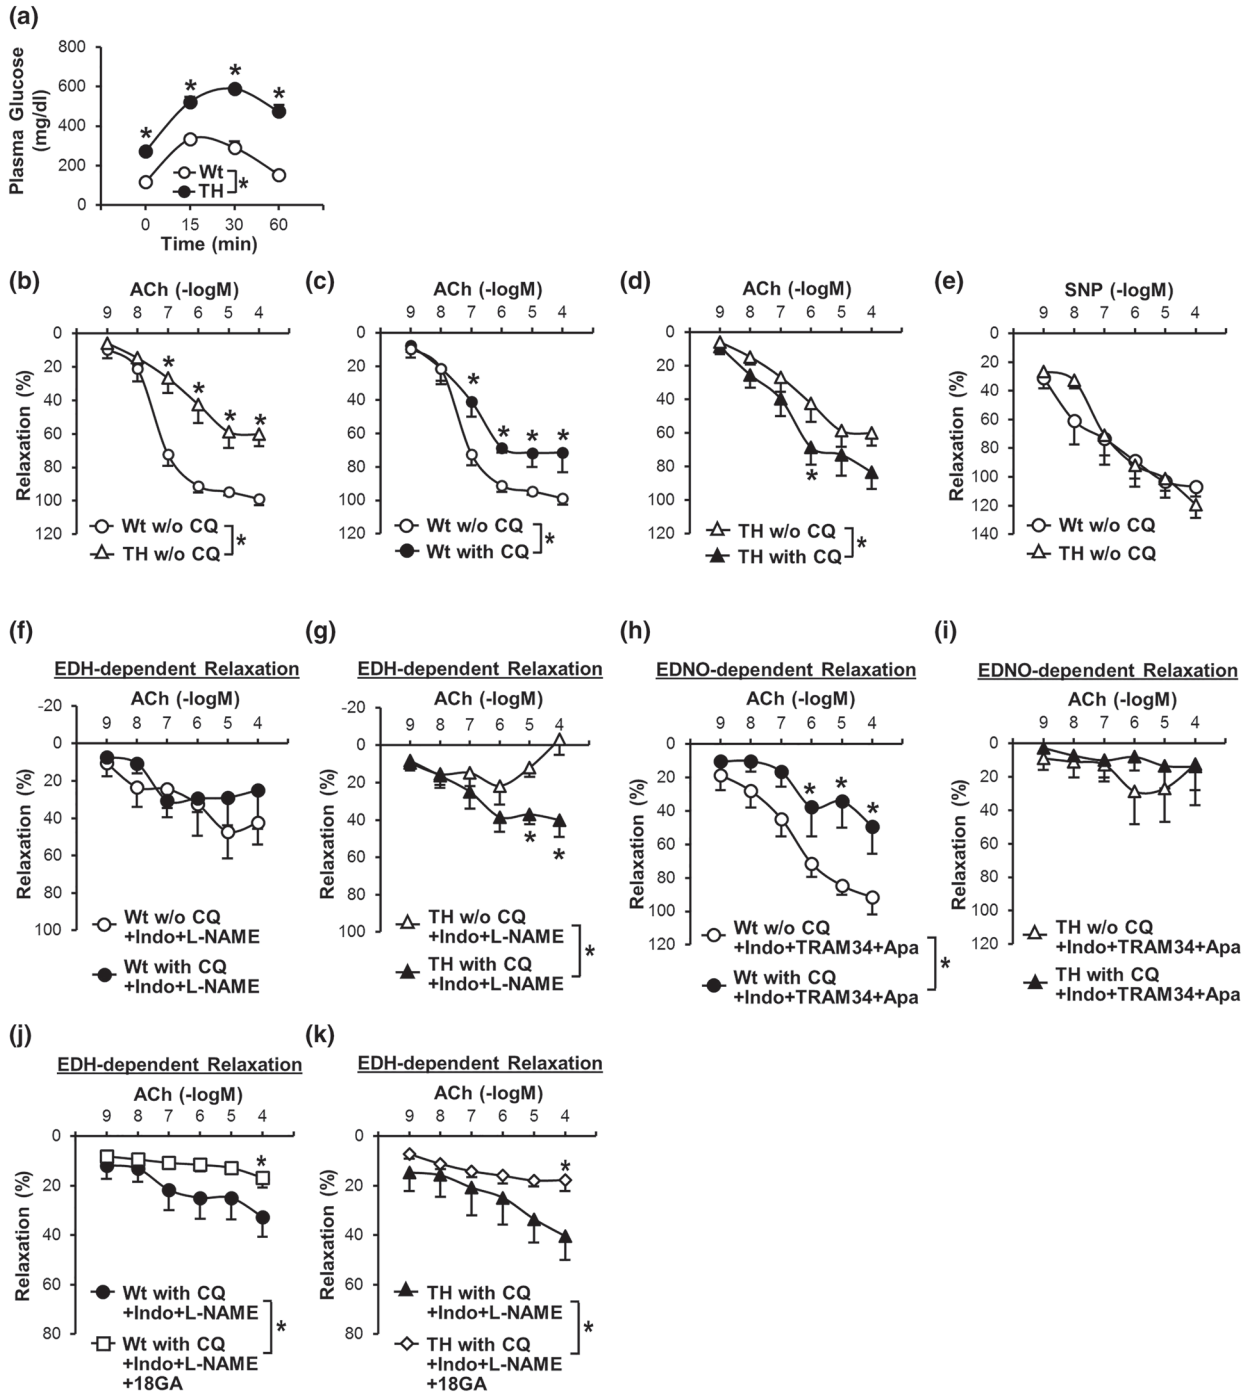 (a)
800
600
400
200
0
Plasma Glucose
(mg/dl)
*
*
*
*
Wt
TH
*
0 15 30 60
Time (min)
(b)
ACh (-logM)
9 8 7 6 5 4
0
20
40
60
80
100
120
Relaxation (%)
*
*
*
*
Wt w/o CQ
TH w/o CQ
*
(c)
ACh (-logM)
9 8 7 6 5 4
0
20
40
60
80
100
120
Relaxation (%)
*
*
*
*
Wt w/o CQ
Wt with CQ
*
(d)
ACh (-logM)
9 8 7 6 5 4
0
20
40
60
80
100
120
Relaxation (%)
*
TH w/o CQ
TH with CQ
*
(e)
SNP (-logM)
9 8 7 6 5 4
0
20
40
60
80
100
120
140
Relaxation (%)
Wt w/o CQ
TH w/o CQ
(f)
EDH-dependent Relaxation
ACh (-logM)
-20
9 8 7 6 5 4
0
20
40
60
80
100
Relaxation (%)
Wt w/o CQ
+Indo+L-NAME
Wt with CQ
+Indo+L-NAME
(g)
EDH-dependent Relaxation
ACh (-logM)
-20
9 8 7 6 5 4
0
20
40
60
80
100
Relaxation (%)
*
*
TH w/o CQ
+Indo+L-NAME
TH with CQ
+Indo+L-NAME
*
(h)
EDNO-dependent Relaxation
ACh (-logM)
9 8 7 6 5 4
0
20
40
60
80
100
120
Relaxation (%)
*
*
*
Wt w/o CQ
+Indo+TRAM34+Apa
Wt with CQ
+Indo+TRAM34+Apa
*
(i)
EDNO-dependent Relaxation
ACh (-logM)
9 8 7 6 5 4
0
20
40
60
80
100
120
Relaxation (%)
TH w/o CQ
+Indo+TRAM34+Apa
TH with CQ
+Indo+TRAM34+Apa
(j)
EDH-dependent Relaxation
ACh (-logM)
9 8 7 6 5 4
0
20
40
60
80
Relaxation (%)
*
Wt with CQ
+Indo+L-NAME
Wt with CQ
+Indo+L-NAME
+18GA
*
(k)
EDH-dependent Relaxation
ACh (-logM)
9 8 7 6 5 4
0
20
40
60
80
Relaxation (%)
*
TH with CQ
+Indo+L-NAME
TH with CQ
+Indo+L-NAME
+18GA
*